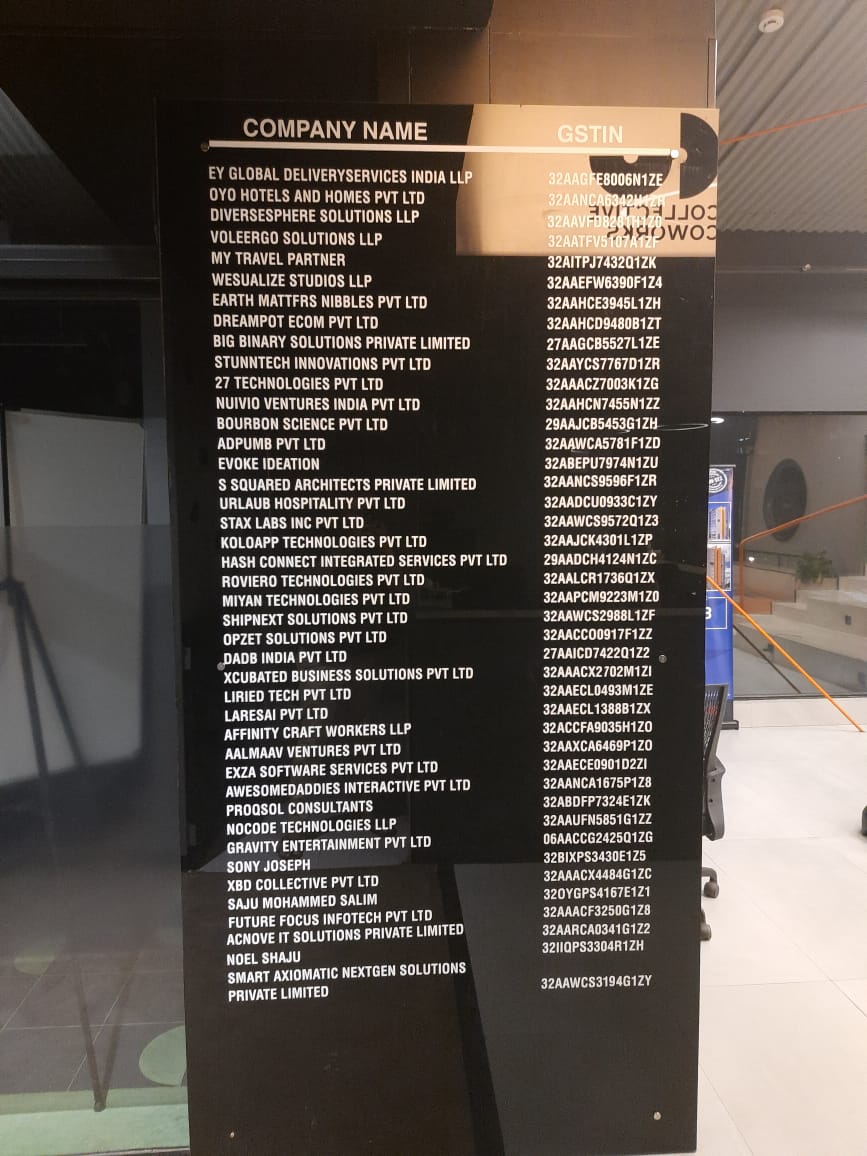 COMPANY NAME GSTIN
EY GLOBAL DELIVERYSERVICES INDIA LLP 32AAGFE8006N1ZE
OYO HOTELS AND HOMES PVT LTD
DIVERSESPHERE SOLUTIONS LLP
VOLEERGO SOLUTIONS LLP 32AATFV5107A1ZF
MY TRAVEL PARTNER 32AITPJ7432Q1ZK
WESUALIZE STUDIOS LLP 32AAEFW6390F1Z4
EARTH MATTFRS NIBBLES PVT LTD 32AAHCE3945L1ZH
DREAMPOT ECOM PVT LTD 32AAHCD9480B1ZT
BIG BINARY SOLUTIONS PRIVATE LIMITED 27AAGCB5527L1ZE
STUNNTECH INNOVATIONS PVT LTD 32AAYCS7767D1ZR
27 TECHNOLOGIES PVT LTD 32AAACZ7003K1ZG
NUIVIO VENTURES INDIA PVT LTD 32AAHCN7455N1ZZ
BOURBON SCIENCE PVT LTD 29AAJCB5453G1ZH
ADPUMB PVT LTD 32AAWCA5781F1ZD
EVOKE IDEATION 32ABEPU7974N1ZU
S SQUARED ARCHITECTS PRIVATE LIMITED 32AANCS9596F1ZR
URLAUB HOSPITALITY PVT LTD 32AADCU0933C1ZY
STAX LABS INC PVT LTD 32AAWCS9572Q1Z3
KOLOAPP TECHNOLOGIES PVT LTD 32AAJCK4301L1ZP
HASH CONNECT INTEGRATED SERVICES PVT LTD 29AADCH4124N1ZC
ROVIERO TECHNOLOGIES PVT LTD 32AALCR1736Q1ZX
MIYAN TECHNOLOGIES PVT LTD 32AAPCM9223M1Z0
SHIPNEXT SOLUTIONS PVT LTD 32AAWCS2988L1ZF
OPZET SOLUTIONS PVT LTD 32AACCO0917F1ZZ
DADB INDIA PVT LTD 27AAICD7422Q1Z2
XCUBATED BUSINESS SOLUTIONS PVT LTD 32AAACX2702M1ZI
LIRIED TECH PVT LTD 32AAECL0493M1ZE
LARESAI PVT LTD 32AAECL1388B1ZX
AFFINITY CRAFT WORKERS LLP 32ACCFA9035H1ZO
AALMAAV VENTURES PVT LTD 32AAXCA6469P1ZO
EXZA SOFTWARE SERVICES PVT LTD 32AAECE0901D2ZI
AWESOMEDADDIES INTERACTIVE PVT LTD 32AANCA1675P1Z8
PROQSOL CONSULTANTS 32ABDFP7324E1ZK
NOCODE TECHNOLOGIES LLP 32AAUFN5851G1ZZ
GRAVITY ENTERTAINMENT PVT LTD 06AACCG2425Q1ZG
SONY JOSEPH 32BIXPS3430E1Z5
XBD COLLECTIVE PVT LTD 32AAACX4484G1ZC
SAJU MOHAMMED SALIM 32OYGPS4167E1Z1
FUTURE FOCUS INFOTECH PVT LTD 32AAACF3250G1Z8
ACNOVE IT SOLUTIONS PRIVATE LIMITED 32AARCA0341G1Z2
NOEL SHAJU 32IIQPS3304R1ZH
SMART AXIOMATIC NEXTGEN SOLUTIONS 32AAWCS3194G1ZY
PRIVATE LIMITED
COLLECTIVE
COWORKS